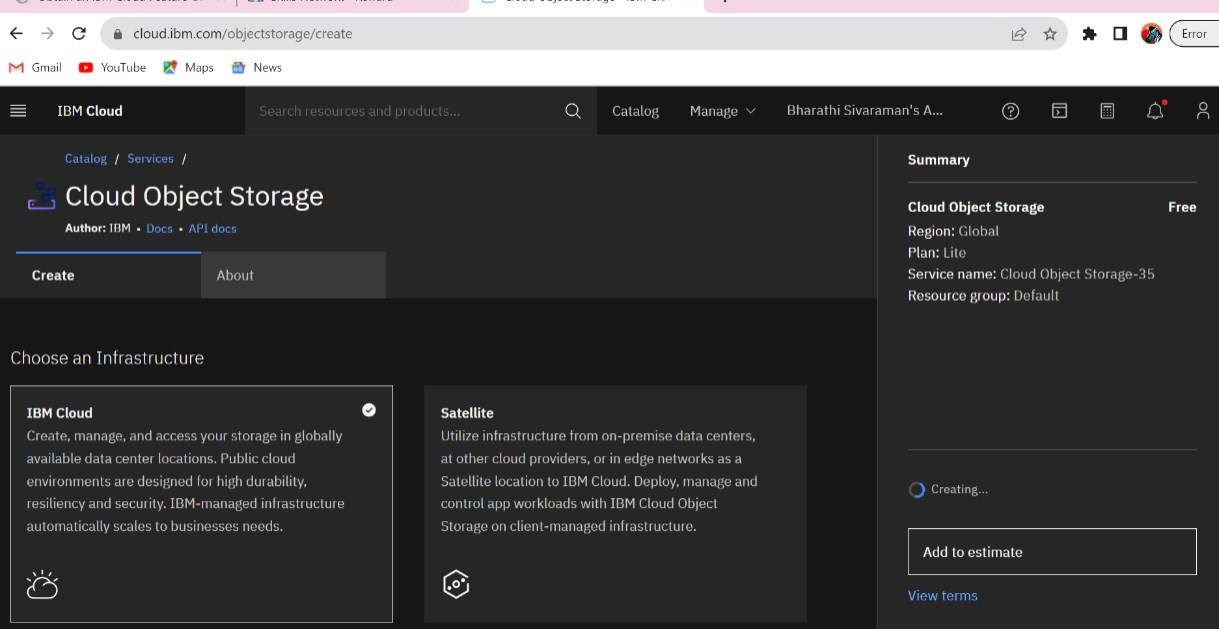 cloud.ibm.com/objectstorage/create
Error
Gmail YouTube Maps News
IBM Cloud
Search resources and products...
Catalog Manage Bharathi Sivaraman's A...
Catalog / Services /
Cloud Object Storage
Author: IBM • Docs • API docs
Create About
Choose an Infrastructure
IBM Cloud
Create, manage, and access your storage in globally
available data center locations. Public cloud
environments are designed for high durability,
resiliency and security. IBM-managed infrastructure
automatically scales to businesses needs.
Satellite
Utilize infrastructure from on-premise data centers,
at other cloud providers, or in edge networks as a
Satellite location to IBM Cloud. Deploy, manage and
control app workloads with IBM Cloud Object
Storage on client-managed infrastructure.
Summary
Cloud Object Storage Free
Region: Global
Plan: Lite
Service name: Cloud Object Storage-35
Resource group: Default
Creating...
Add to estimate
View terms